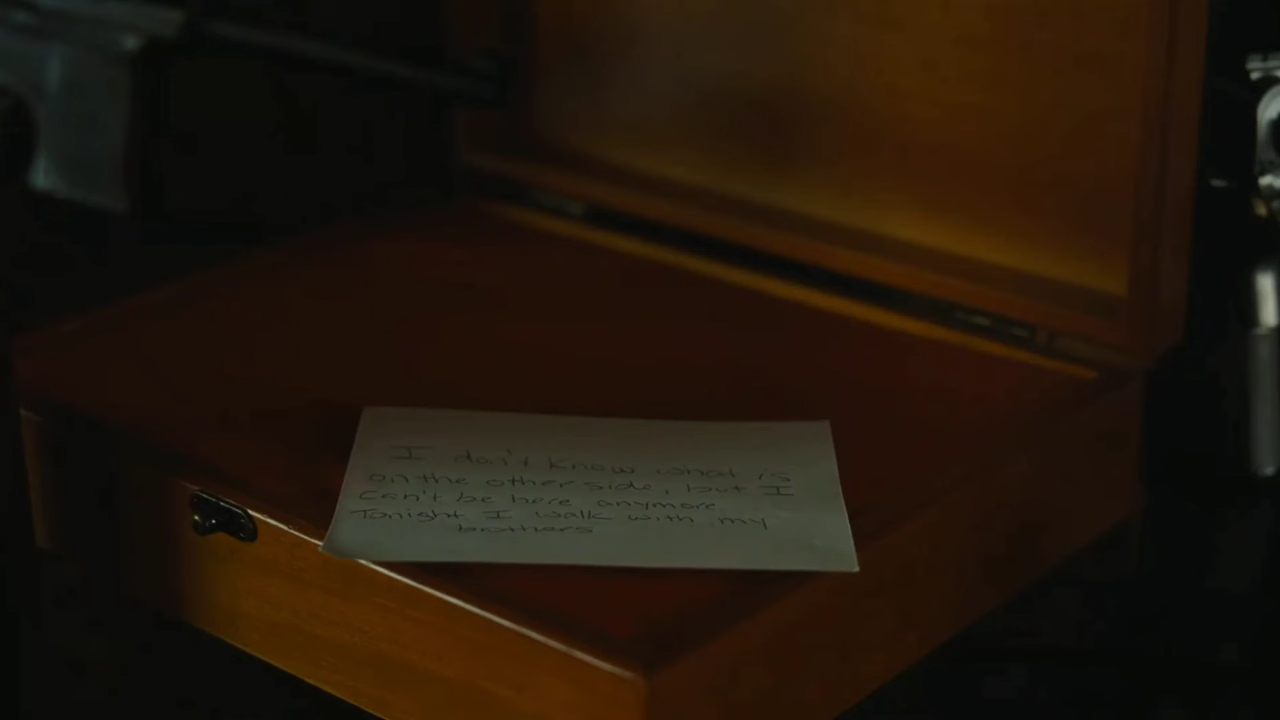 I don't know what is
on the other side, but I
can't be here anymore
Tonight I walk with my
brothers